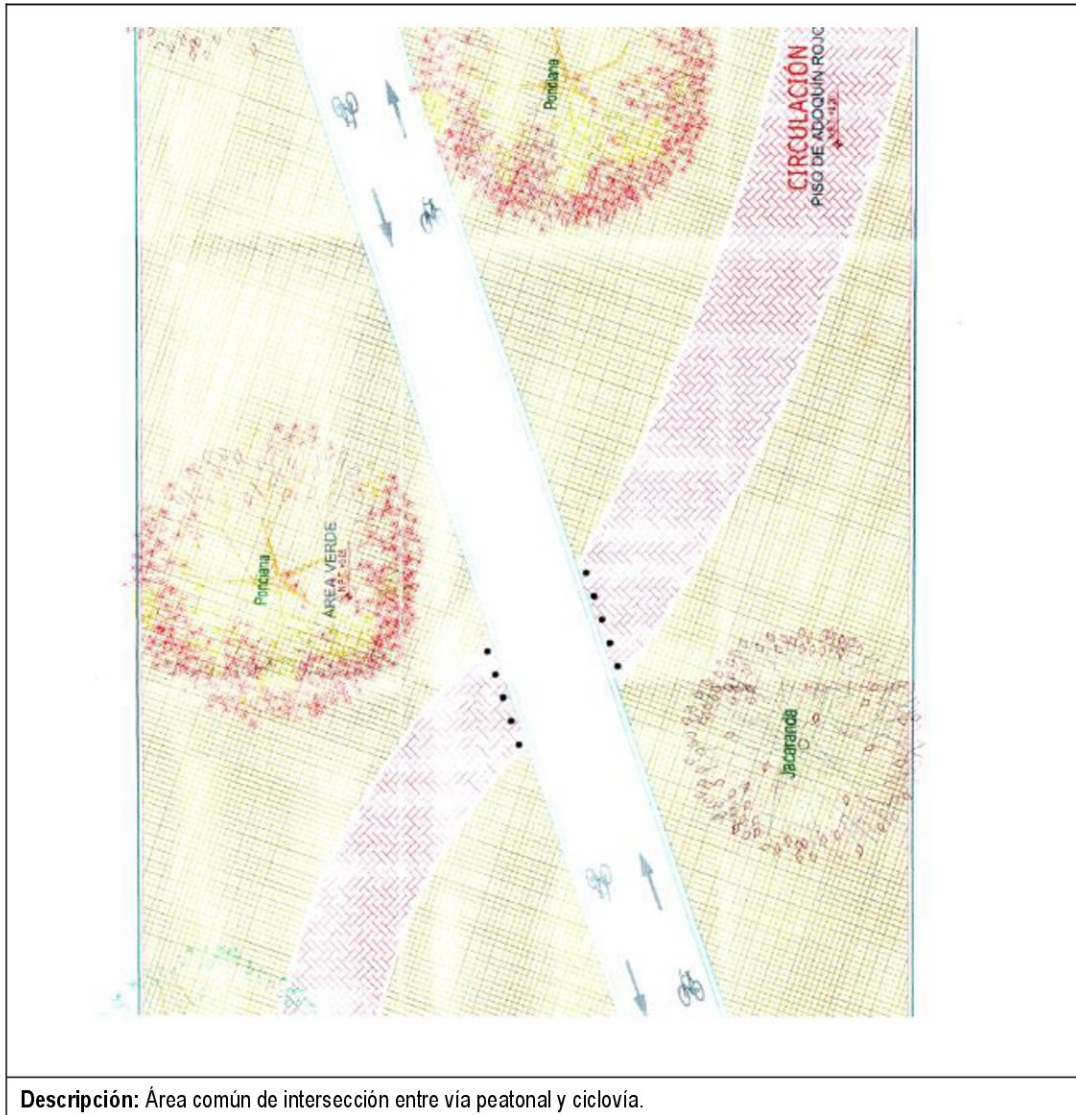 Ponciana
CIRCULACIÓN
PISO DE ADOQUÍN ROJO
Ponciana
ÁREA VERDE
Jacaranda
Descripción: Área común de intersección entre vía peatonal y ciclovía.